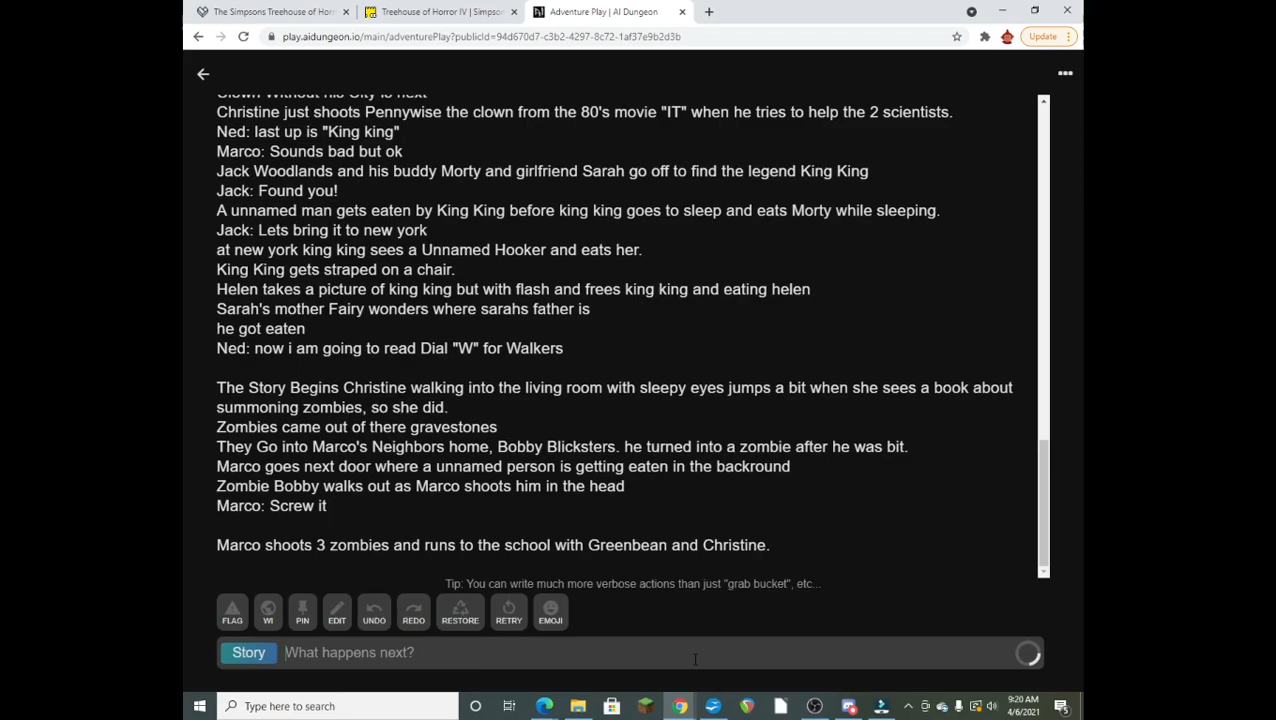 The Simpsons Treehouse of Horr
Treehouse of Horror IV | Simpson
Adventure Play | AI Dungeon
play.aidungeon.io/main/adventurePlay?publicId=94d670d7-c3b2-4297-8c72-1af37e9b2d3b
Update
Clown Without his City is next
Christine just shoots Pennywise the clown from the 80's movie "IT" when he tries to help the 2 scientists.
Ned: last up is "King king"
Marco: Sounds bad but ok
Jack Woodlands and his buddy Morty and girlfriend Sarah go off to find the legend King King
Jack: Found you!
A unnamed man gets eaten by King King before king king goes to sleep and eats Morty while sleeping.
Jack: Lets bring it to new york
at new york king king sees a Unnamed Hooker and eats her.
King King gets straped on a chair.
Helen takes a picture of king king but with flash and frees king king and eating helen
Sarah's mother Fairy wonders where sarahs father is
he got eaten
Ned: now i am going to read Dial "W" for Walkers
The Story Begins Christine walking into the living room with sleepy eyes jumps a bit when she sees a book about
summoning zombies, so she did.
Zombies came out of there gravestones
They Go into Marco's Neighbors home, Bobby Blicksters. he turned into a zombie after he was bit.
Marco goes next door where a unnamed person is getting eaten in the backround
Zombie Bobby walks out as Marco shoots him in the head
Marco: Screw it
Marco shoots 3 zombies and runs to the school with Greenbean and Christine.
Tip: You can write much more verbose actions than just "grab bucket", etc...
FLAG WI PIN EDIT UNDO REDO RESTORE RETRY EMOJI
Story What happens next?
Type here to search
9:20 AM
4/6/2021